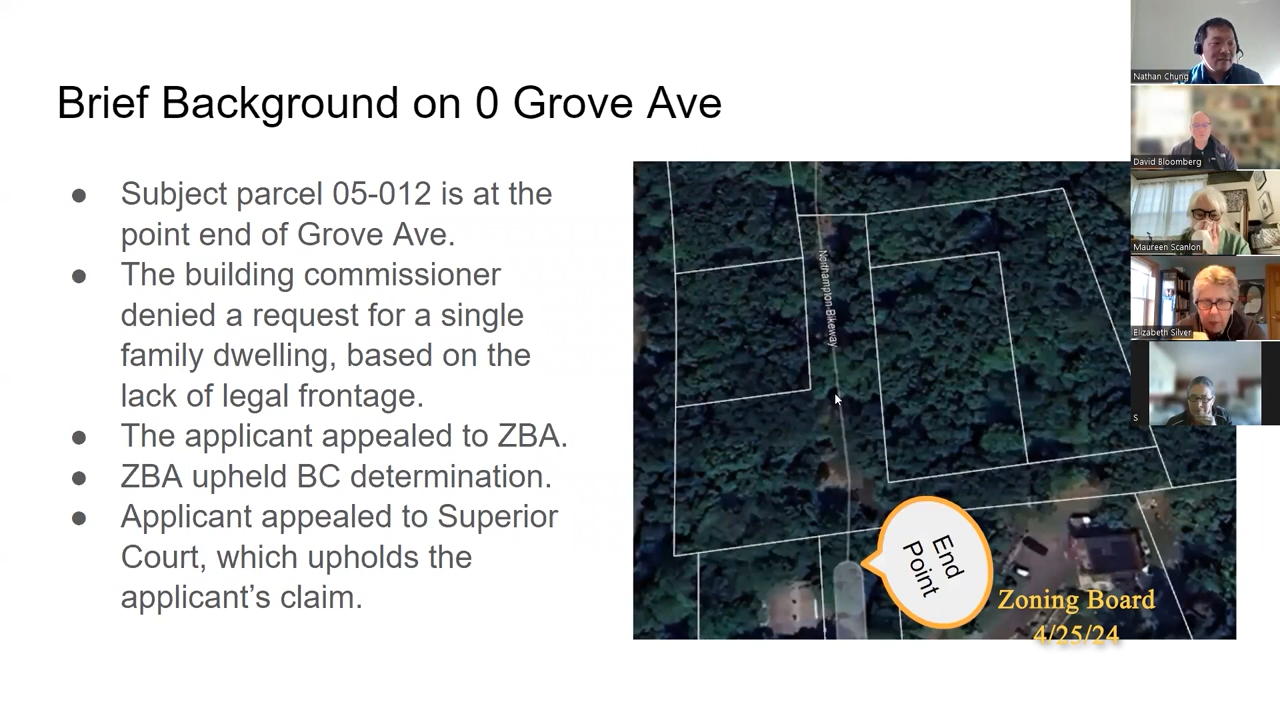 Brief Background on 0 Grove Ave
● Subject parcel 05-012 is at the
point end of Grove Ave.
● The building commissioner
denied a request for a single
family dwelling, based on the
lack of legal frontage.
● The applicant appealed to ZBA.
● ZBA upheld BC determination.
● Applicant appealed to Superior
Court, which upholds the
applicant’s claim.
Northampton Bikeway
End
Point
Zoning Board
4/25/24
Nathan Chung
David Bloomberg
Maureen Scanlon
Elizabeth Silver
S